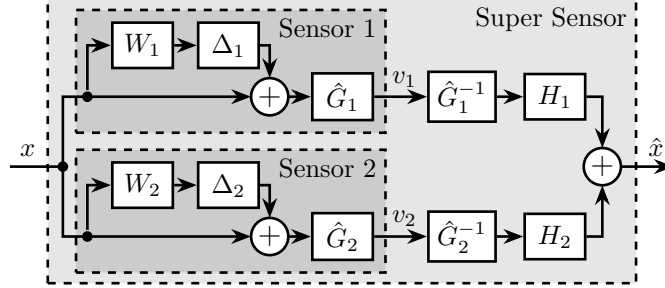 Super Sensor
Sensor 1
W₁ Δ₁
+ Ĝ₁ v₁ Ĝ₁⁻¹ H₁
x + x̂
Sensor 2
W₂ Δ₂
+ Ĝ₂ v₂ Ĝ₂⁻¹ H₂